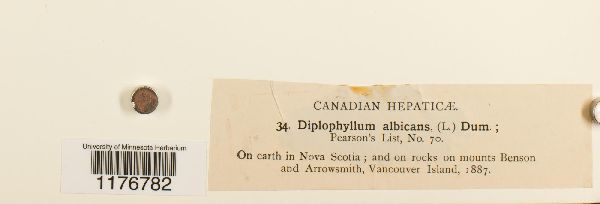 CANADIAN HEPATICÆ.
34. Diplophyllum albicans. (L.) Dum. ;
Pearson's List, No. 70.
On earth in Nova Scotia ; and on rocks on mounts Benson
and Arrowsmith, Vancouver Island, 1887.
University of Minnesota Herbarium
1176782